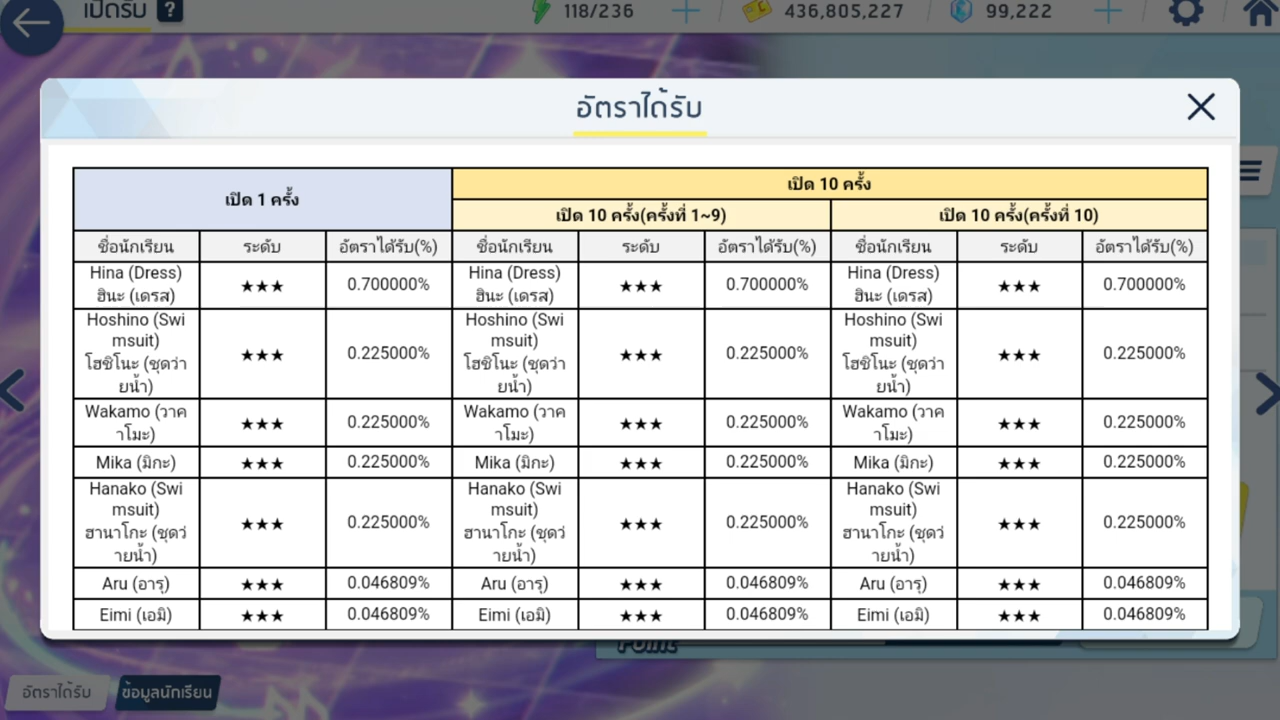 เปิดรับ ?
118/236
436,805,227
99,222
อัตราได้รับ
เปิด 1 ครั้ง
เปิด 10 ครั้ง
เปิด 10 ครั้ง(ครั้งที่ 1~9)
เปิด 10 ครั้ง(ครั้งที่ 10)
ชื่อนักเรียน ระดับ อัตราได้รับ(%) ชื่อนักเรียน ระดับ อัตราได้รับ(%) ชื่อนักเรียน ระดับ อัตราได้รับ(%)
Hina (Dress) Hina (Dress) Hina (Dress)
ฮินะ (เดรส) ★★★ 0.700000% ฮินะ (เดรส) ★★★ 0.700000% ฮินะ (เดรส) ★★★ 0.700000%
Hoshino (Swi Hoshino (Swi Hoshino (Swi
msuit) msuit) msuit)
★★★ 0.225000% ★★★ 0.225000% ★★★ 0.225000%
โฮชิโนะ (ชุดว่า โฮชิโนะ (ชุดว่า โฮชิโนะ (ชุดว่า
ยน้ำ) ยน้ำ) ยน้ำ)
Wakamo (วาค Wakamo (วาค Wakamo (วาค
าโมะ) ★★★ 0.225000% าโมะ) ★★★ 0.225000% าโมะ) ★★★ 0.225000%
Mika (มิกะ) ★★★ 0.225000% Mika (มิกะ) ★★★ 0.225000% Mika (มิกะ) ★★★ 0.225000%
Hanako (Swi Hanako (Swi Hanako (Swi
msuit) msuit) msuit)
★★★ 0.225000% ★★★ 0.225000% ★★★ 0.225000%
ฮานาโกะ (ชุดว่ ฮานาโกะ (ชุดว่ ฮานาโกะ (ชุดว่
ายน้ำ) ายน้ำ) ายน้ำ)
Aru (อารุ) ★★★ 0.046809% Aru (อารุ) ★★★ 0.046809% Aru (อารุ) ★★★ 0.046809%
Eimi (เอมิ) ★★★ 0.046809% Eimi (เอมิ) ★★★ 0.046809% Eimi (เอมิ) ★★★ 0.046809%
Point
อัตราได้รับ
ข้อมูลนักเรียน